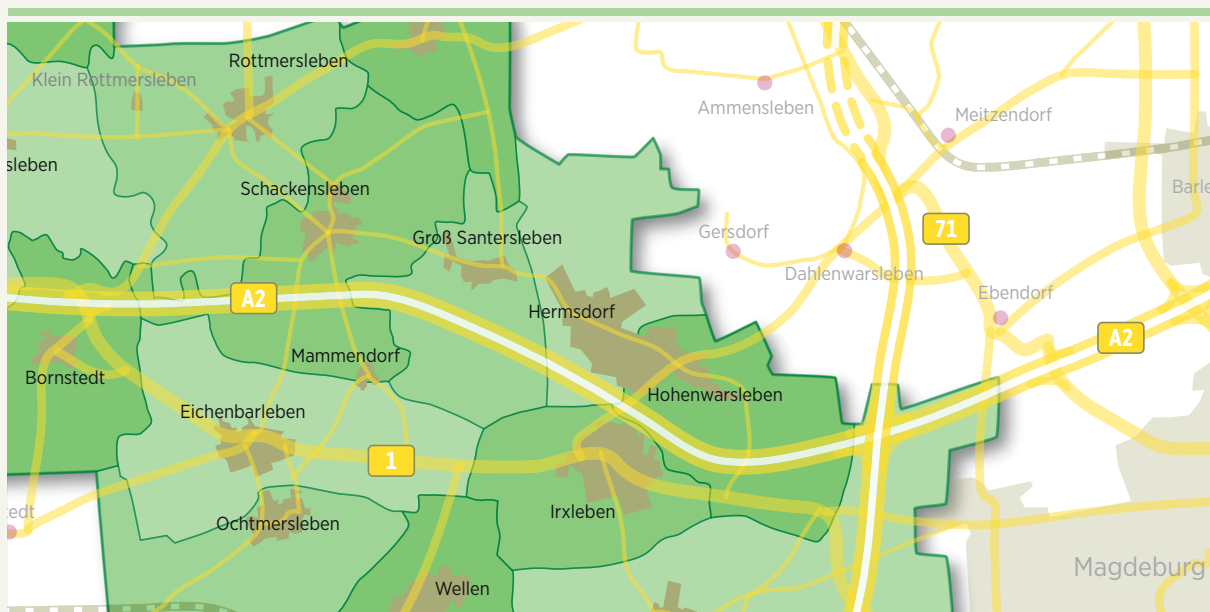 Rottmersleben
Klein Rottmersleben
Ammensleben
Meitzendorf
sleben
Schackensleben
Barle
Groß Santersleben
Gersdorf
71
Dahlenwarsleben
A2
Ebendorf
Hermsdorf
A2
Mammendorf
Bornstedt
Hohenwarsleben
Eichenbarleben
1
edt
Ochtmersleben
Irxleben
Magdeburg
Wellen